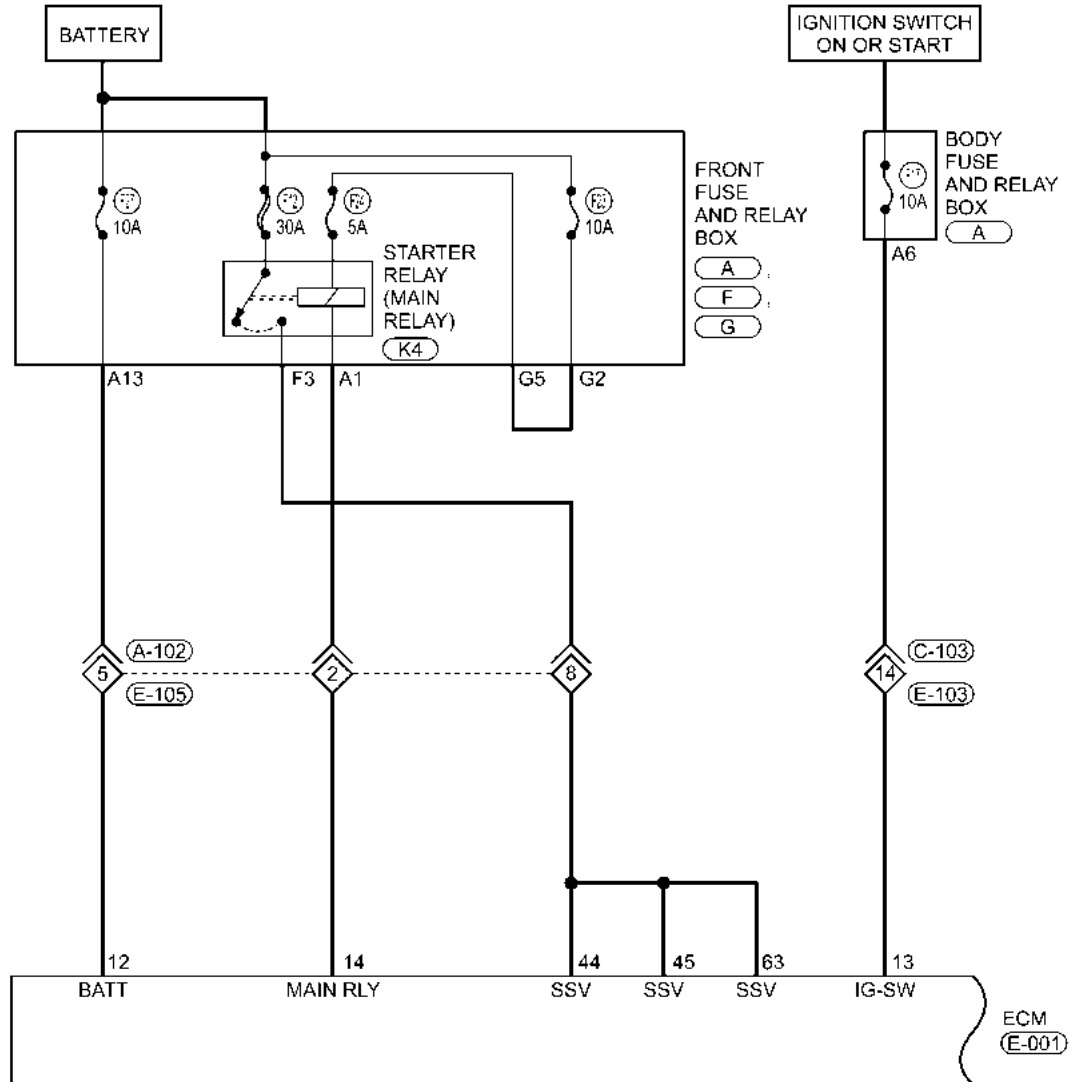 BATTERY
IGNITION SWITCH
ON OR START
10A
30A
5A
10A
FRONT
FUSE
AND RELAY
BOX
A ,
F ,
G
STARTER
RELAY
(MAIN
RELAY)
K4
10A
BODY
FUSE
AND RELAY
BOX
A
A6
A13
F3
A1
G5
G2
A-102
5
2
8
E-105
C-103
14
E-103
12
14
44
45
63
13
BATT
MAIN RLY
SSV
SSV
SSV
IG-SW
ECM
E-001